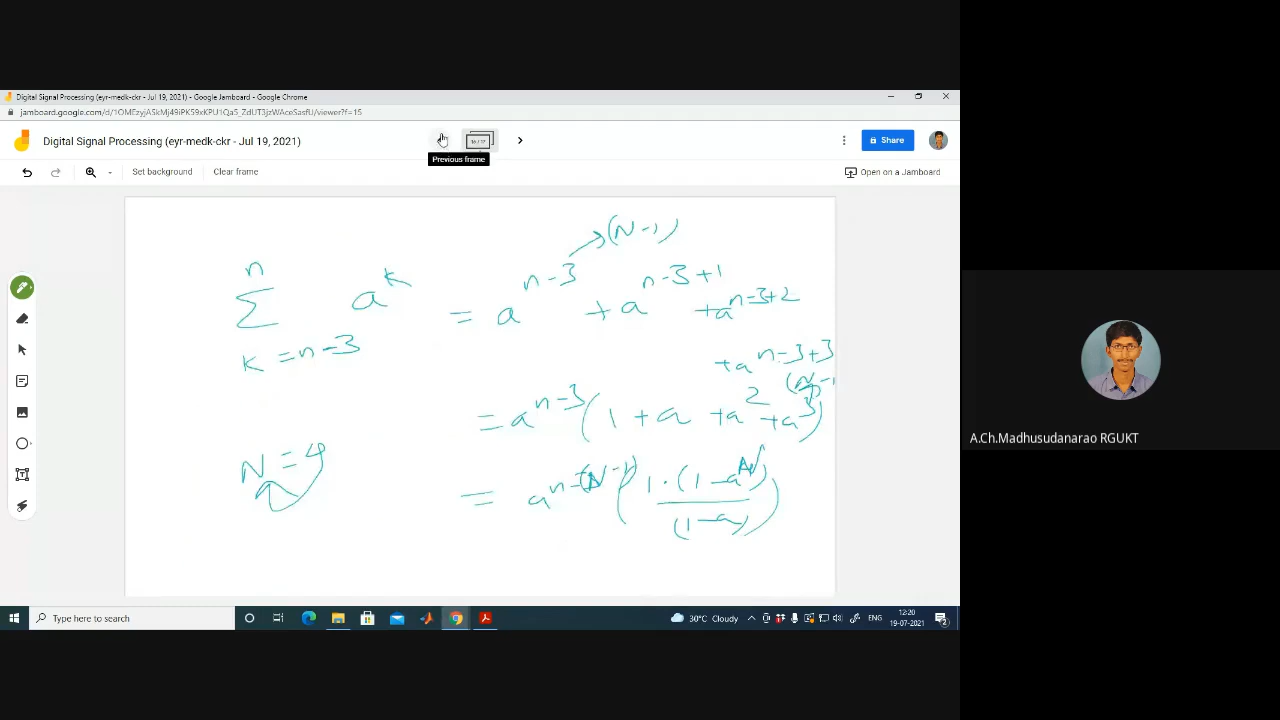 Digital Signal Processing (eyr-medk-ckr - Jul 19, 2021) - Google Jamboard - Google Chrome
Digital Signal Processing (eyr-medk-ckr - Jul 19, 2021)
16 / 17
Share
Previous frame
Set background
Clear frame
Open on a Jamboard
(N-1)
n
Σ a^k = a^{n-3} + a^{n-3+1} + a^{n-3+2}
k = n-3
+ a^{n-3+3}
= a^{n-3} (1 + a + a^2 + a^3)
N = 4
= a^{n-(N-1)} (1·(1-a^N)
(1-a))
A.Ch.Madhusudanarao RGUKT
Type here to search
30°C Cloudy
ENG
12:20
19-07-2021
2